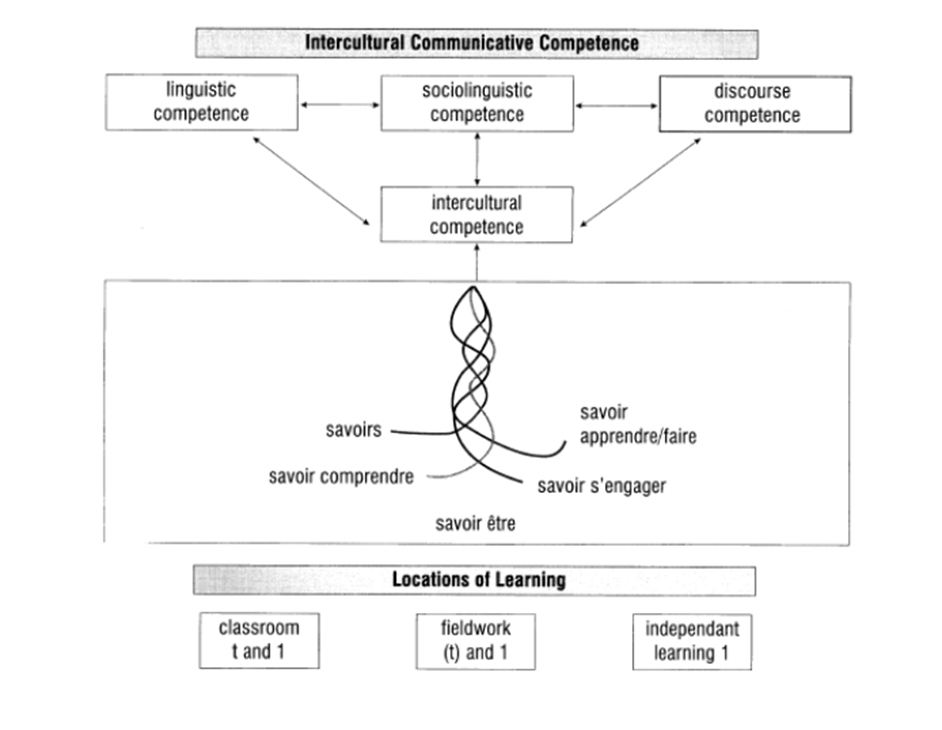 Intercultural Communicative Competence
linguistic
competence
sociolinguistic
competence
discourse
competence
intercultural
competence
savoirs
savoir
apprendre/faire
savoir comprendre
savoir s'engager
savoir être
Locations of Learning
classroom
t and 1
fieldwork
(t) and 1
independant
learning 1